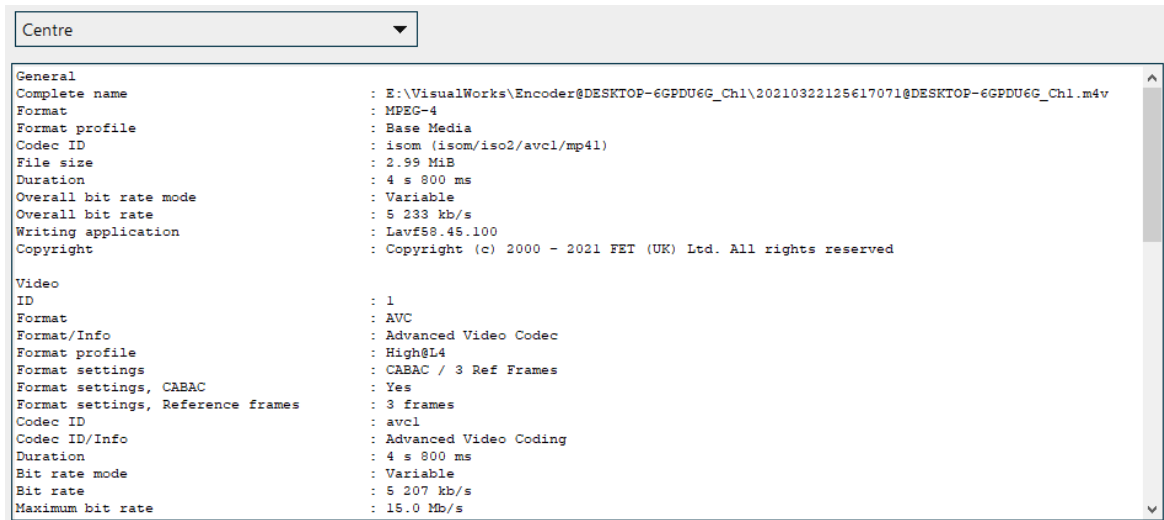 Centre
General
Complete name : E:\VisualWorks\Encoder@DESKTOP-6GPDU6G_Ch1\20210322125617071@DESKTOP-6GPDU6G_Ch1.m4v
Format : MPEG-4
Format profile : Base Media
Codec ID : isom (isom/iso2/avc1/mp41)
File size : 2.99 MiB
Duration : 4 s 800 ms
Overall bit rate mode : Variable
Overall bit rate : 5 233 kb/s
Writing application : Lavf58.45.100
Copyright : Copyright (c) 2000 - 2021 FET (UK) Ltd. All rights reserved
Video
ID : 1
Format : AVC
Format/Info : Advanced Video Codec
Format profile : High@L4
Format settings : CABAC / 3 Ref Frames
Format settings, CABAC : Yes
Format settings, Reference frames : 3 frames
Codec ID : avc1
Codec ID/Info : Advanced Video Coding
Duration : 4 s 800 ms
Bit rate mode : Variable
Bit rate : 5 207 kb/s
Maximum bit rate : 15.0 Mb/s